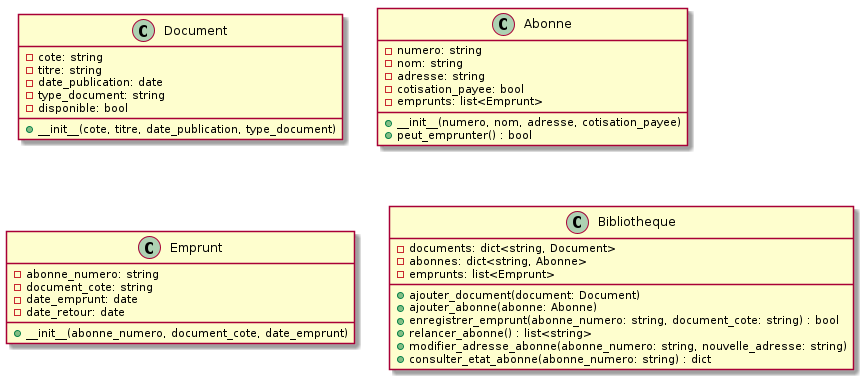 C Document
cote: string
titre: string
date_publication: date
type_document: string
disponible: bool
__init__(cote, titre, date_publication, type_document)
C Abonne
numero: string
nom: string
adresse: string
cotisation_payee: bool
emprunts: list<Emprunt>
__init__(numero, nom, adresse, cotisation_payee)
peut_emprunter() : bool
C Emprunt
abonne_numero: string
document_cote: string
date_emprunt: date
date_retour: date
__init__(abonne_numero, document_cote, date_emprunt)
C Bibliotheque
documents: dict<string, Document>
abonnes: dict<string, Abonne>
emprunts: list<Emprunt>
ajouter_document(document: Document)
ajouter_abonne(abonne: Abonne)
enregistrer_emprunt(abonne_numero: string, document_cote: string) : bool
relancer_abonne() : list<string>
modifier_adresse_abonne(abonne_numero: string, nouvelle_adresse: string)
consulter_etat_abonne(abonne_numero: string) : dict